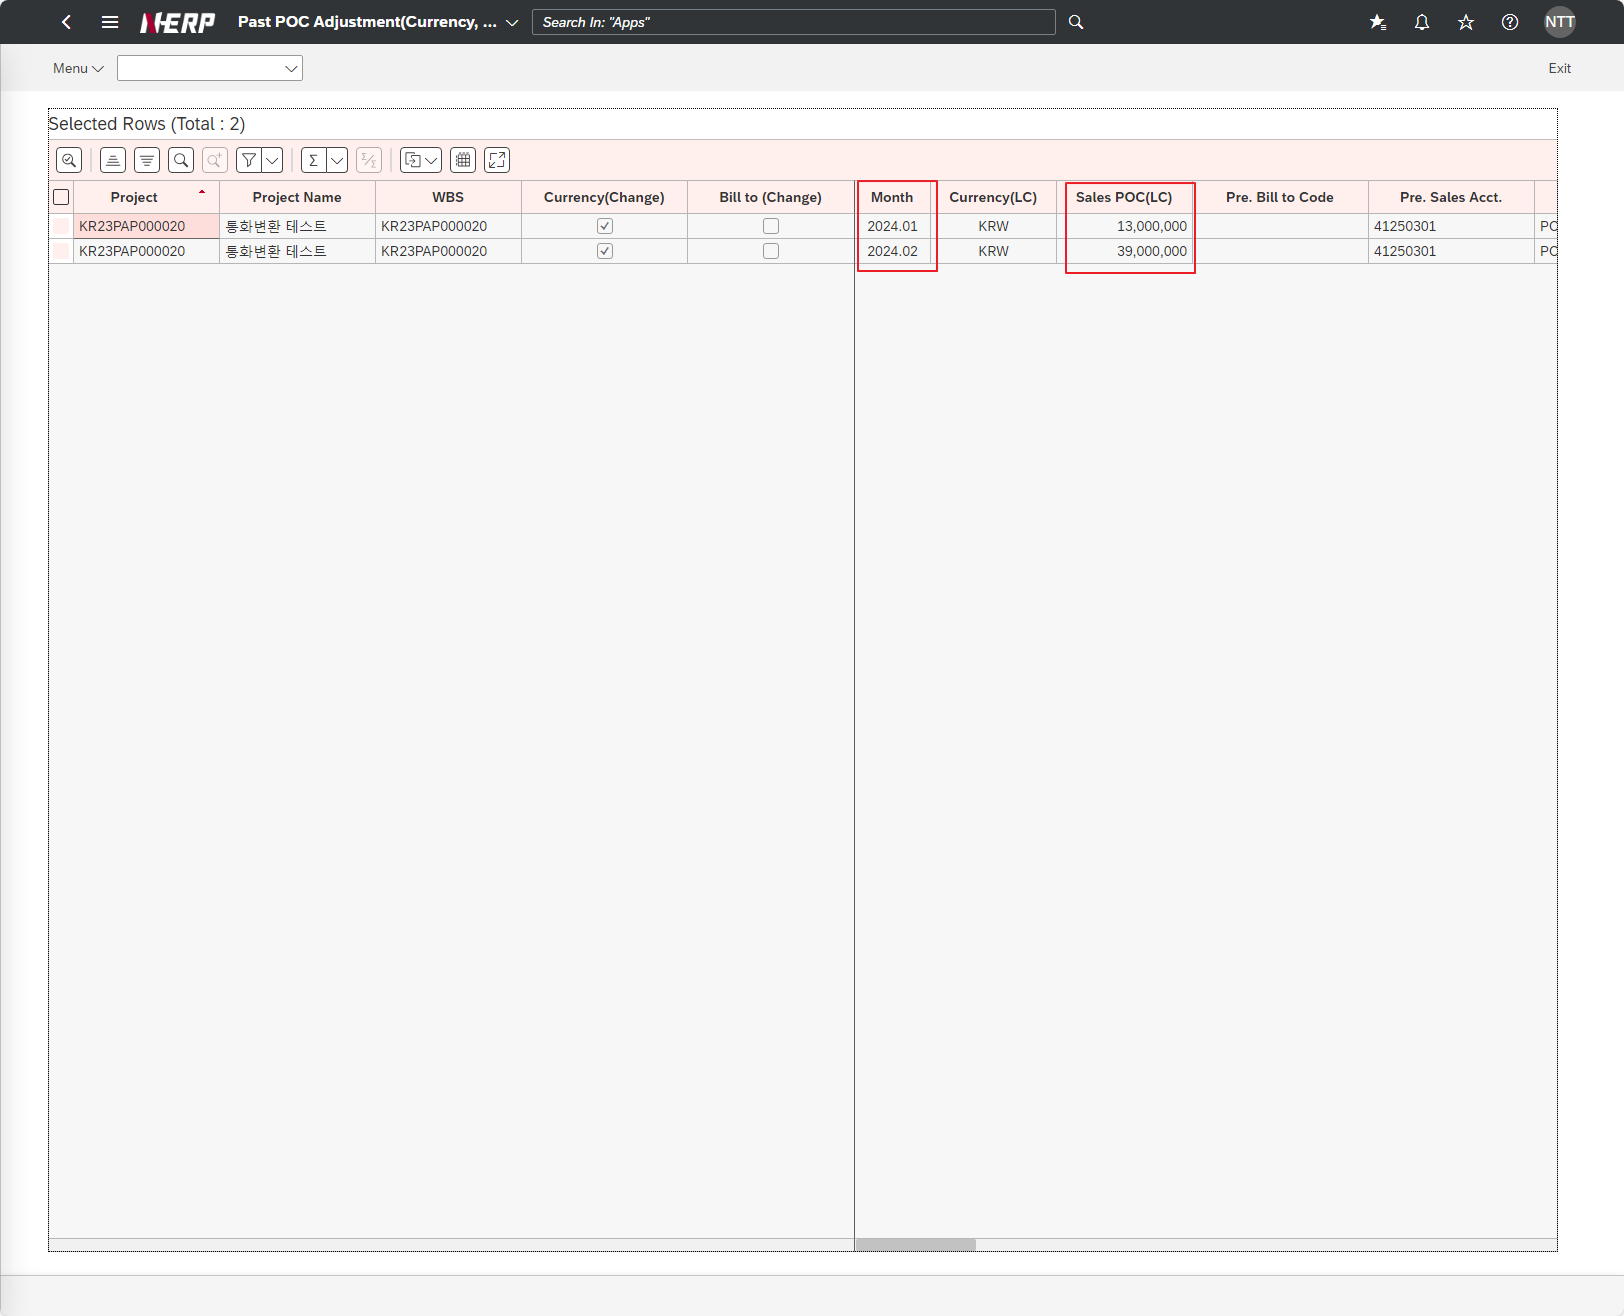 HERP Past POC Adjustment(Currency, ... Search In: "Apps" NTT
Menu Exit
Selected Rows (Total : 2)
Project Project Name WBS Currency(Change) Bill to (Change) Month Currency(LC) Sales POC(LC) Pre. Bill to Code Pre. Sales Acct.
KR23PAP000020 통화변환 테스트 KR23PAP000020 2024.01 KRW 13,000,000 41250301 PC
KR23PAP000020 통화변환 테스트 KR23PAP000020 2024.02 KRW 39,000,000 41250301 PC